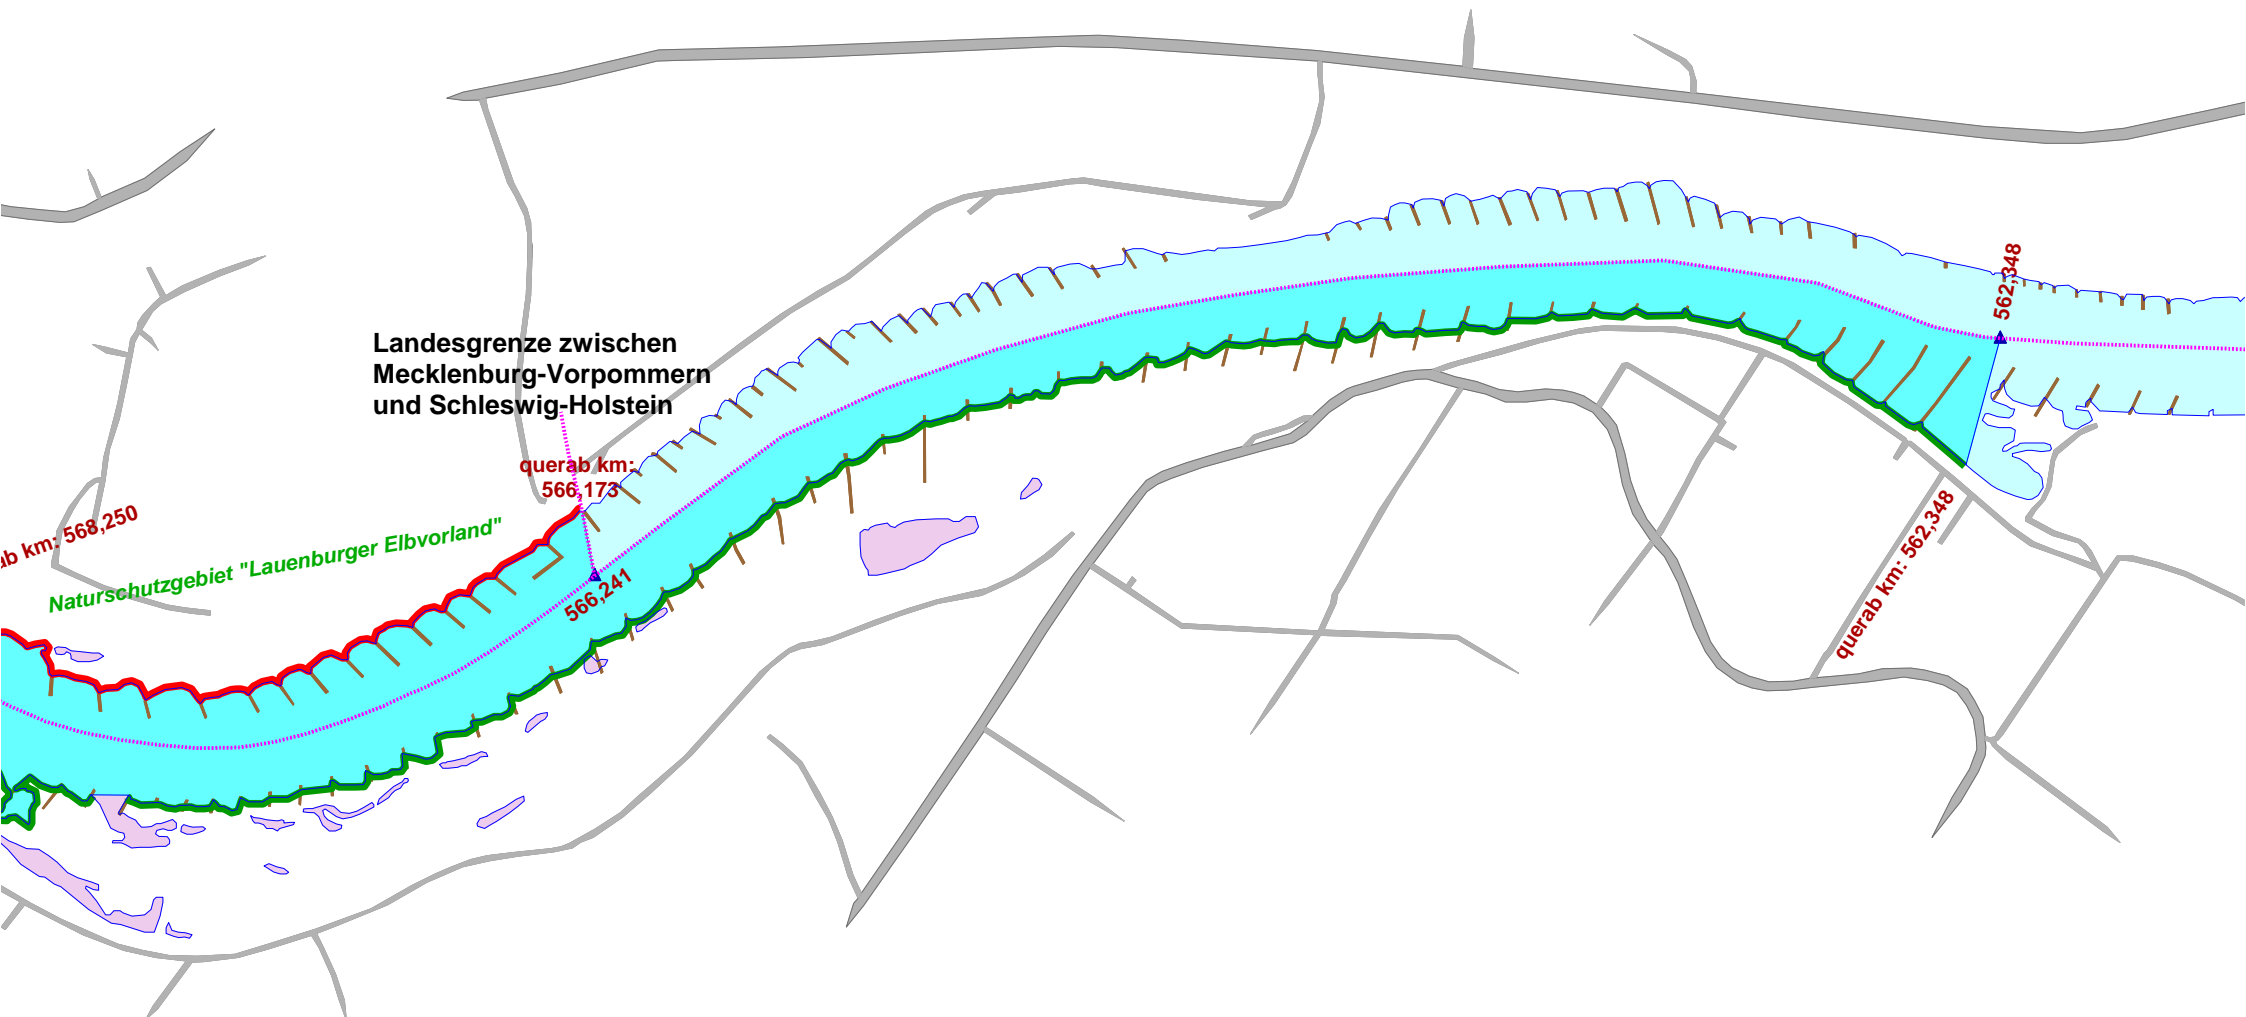 562,348
Landesgrenze zwischen
Mecklenburg-Vorpommern
und Schleswig-Holstein
querab km:
566,173
ab km: 568,250
Naturschutzgebiet "Lauenburger Elbvorland"
566,241
querab km: 562,348